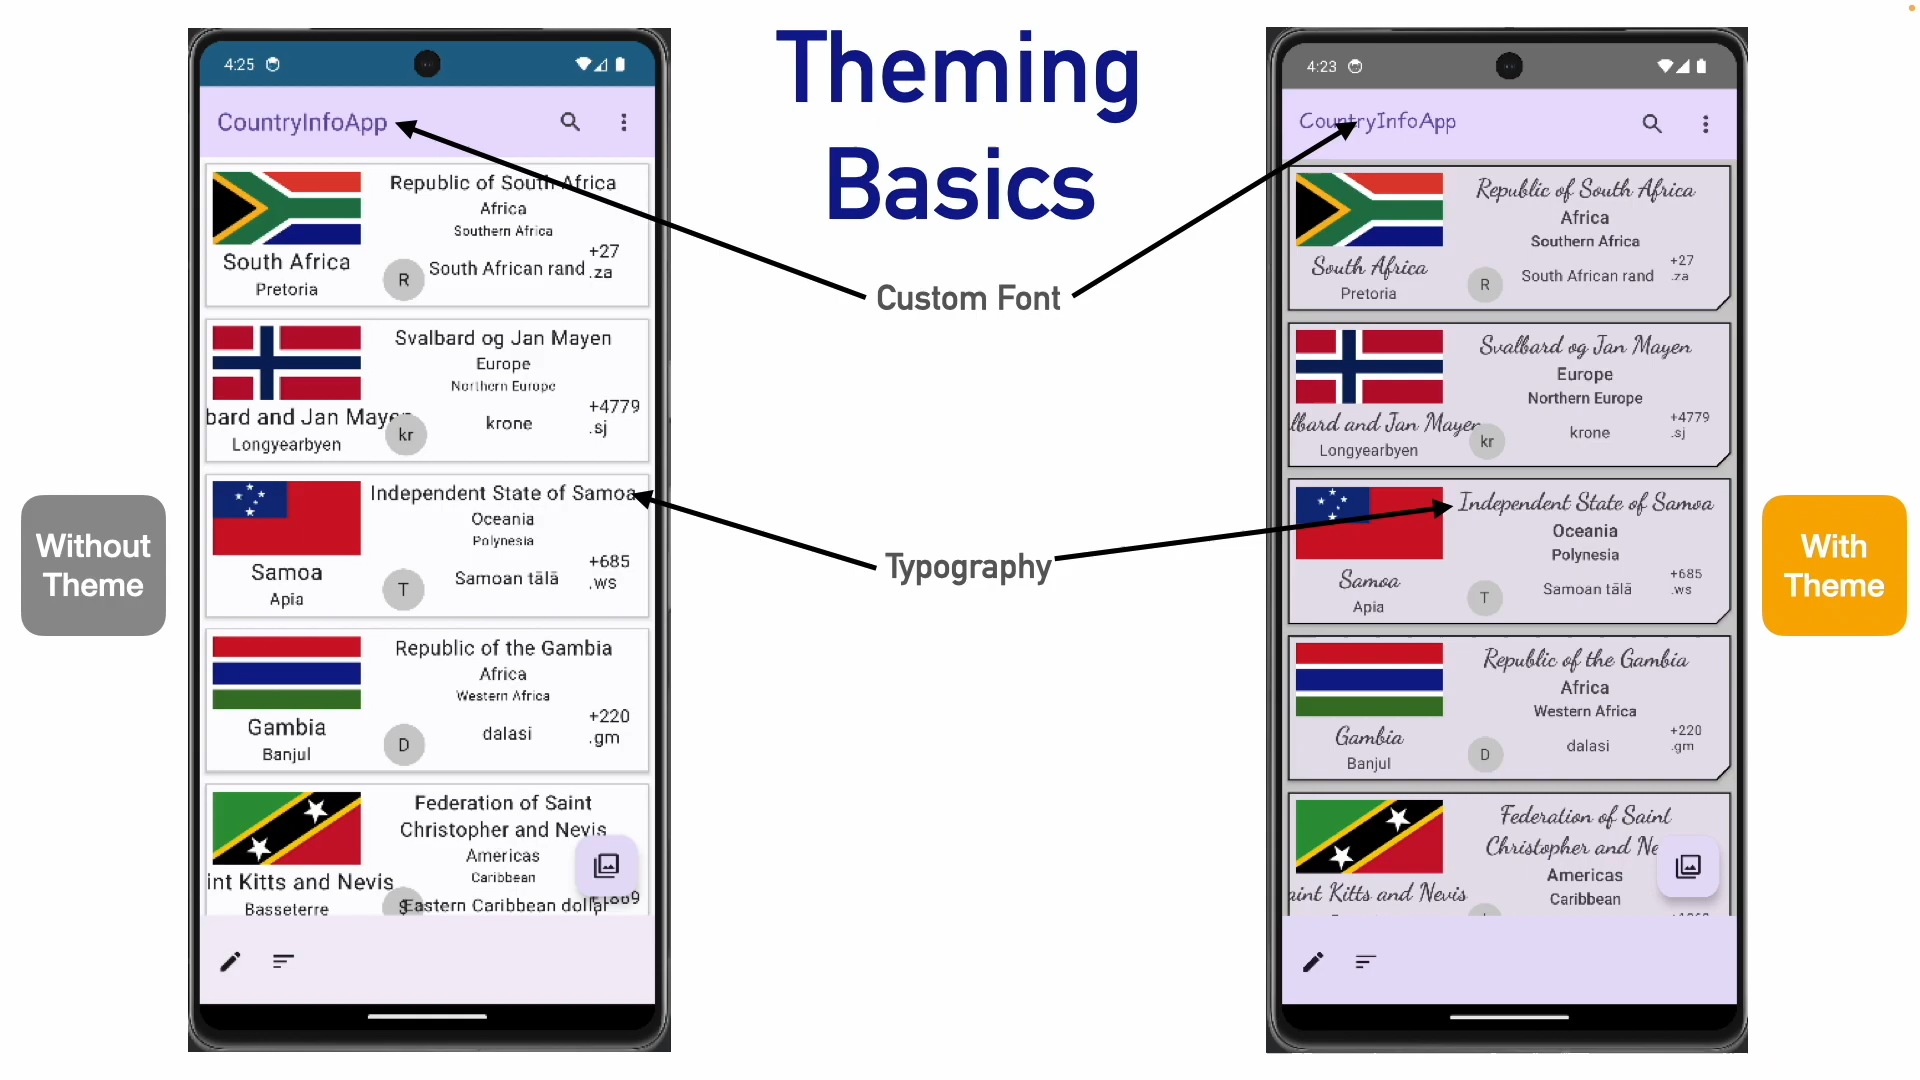 Theming
Basics
Custom Font
Typography
Without
Theme
With
Theme
4:25
CountryInfoApp
Republic of South Africa
Africa
Southern Africa
+27
South African rand
.za
South Africa
R
Pretoria
Svalbard og Jan Mayen
Europe
Northern Europe
+4779
bard and Jan Mayen
krone
.sj
kr
Longyearbyen
Independent State of Samoa
Oceania
Polynesia
+685
Samoa
Samoan tālā
.ws
T
Apia
Republic of the Gambia
Africa
Western Africa
+220
Gambia
dalasi
.gm
D
Banjul
Federation of Saint
Christopher and Nevis
Americas
Caribbean
int Kitts and Nevis
Eastern Caribbean dollar
Basseterre
4:23
CountryInfoApp
Republic of South Africa
Africa
Southern Africa
+27
South African rand
.za
South Africa
R
Pretoria
Svalbard og Jan Mayen
Europe
Northern Europe
+4779
lbard and Jan Mayen
krone
.sj
kr
Longyearbyen
Independent State of Samoa
Oceania
Polynesia
+685
Samoa
Samoan tālā
.ws
T
Apia
Republic of the Gambia
Africa
Western Africa
+220
Gambia
dalasi
.gm
D
Banjul
Federation of Saint
Christopher and Ne
Americas
Caribbean
aint Kitts and Nevis